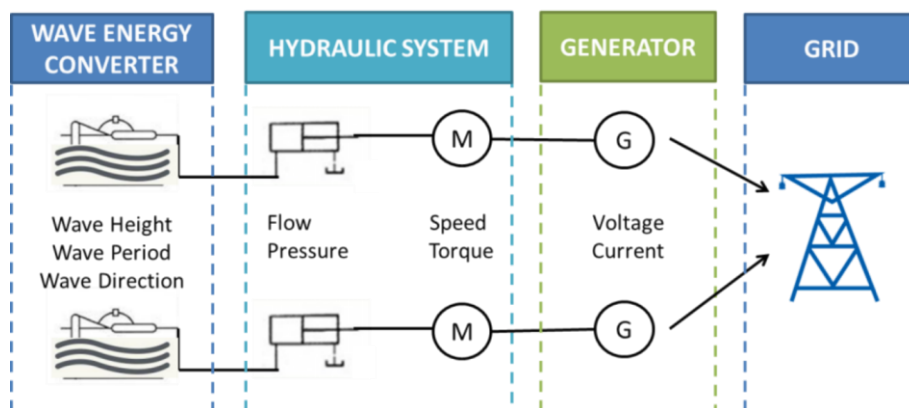 WAVE ENERGY
CONVERTER
HYDRAULIC SYSTEM
GENERATOR
GRID
M
G
Wave Height
Wave Period
Wave Direction
Flow
Pressure
Speed
Torque
Voltage
Current
M
G